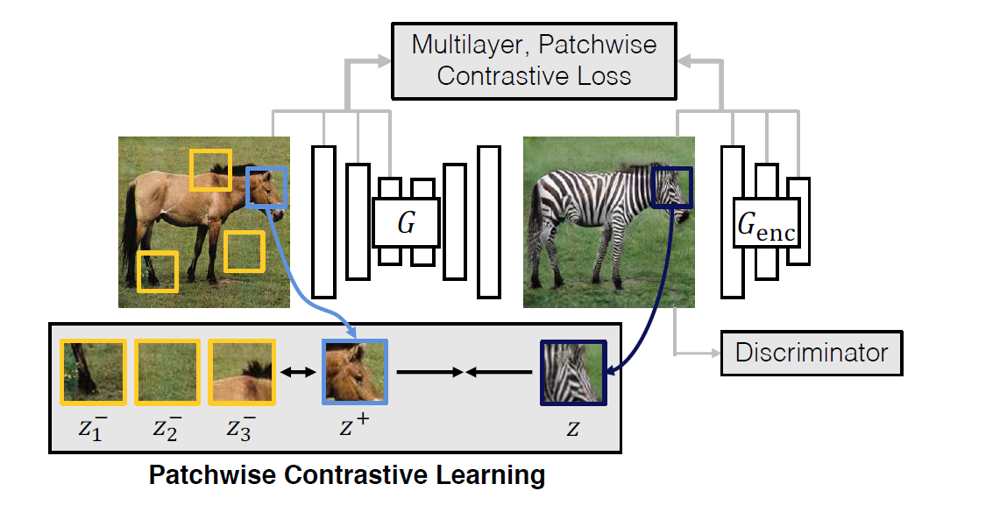 Multilayer, Patchwise
Contrastive Loss
G
G_enc
Discriminator
z_1^- z_2^- z_3^- z^+ z
Patchwise Contrastive Learning